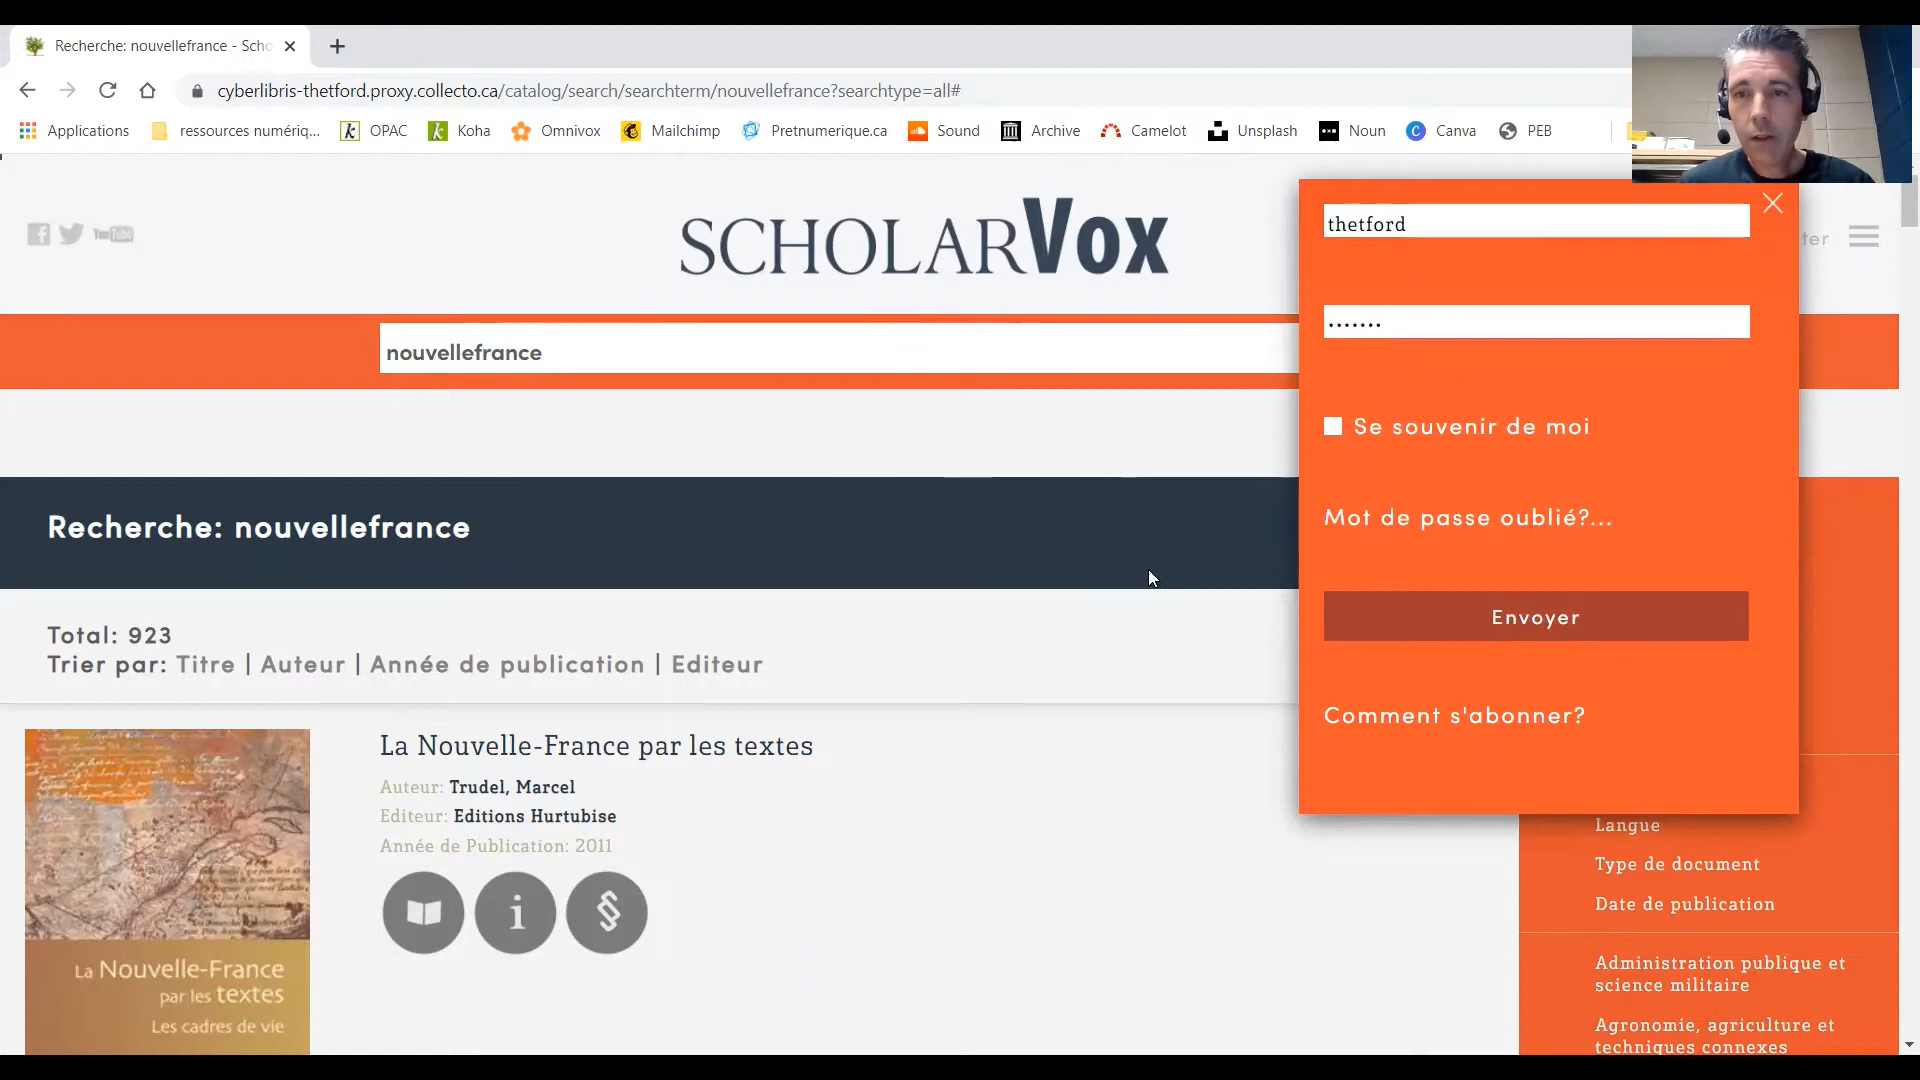 Recherche: nouvellefrance - Scho
cyberlibris-thetford.proxy.collecto.ca/catalog/search/searchterm/nouvellefrance?searchtype=all#
Applications
ressources numériq...
OPAC
Koha
Omnivox
Mailchimp
Pretnumerique.ca
Sound
Archive
Camelot
Unsplash
Noun
Canva
PEB
You Tube
SCHOLARVOX
ter
thetford
.......
nouvellefrance
Se souvenir de moi
Mot de passe oublié?...
Envoyer
Comment s'abonner?
Recherche: nouvellefrance
Total: 923
Trier par: Titre | Auteur | Année de publication | Editeur
La Nouvelle-France par les textes
Auteur: Trudel, Marcel
Editeur: Editions Hurtubise
Année de Publication: 2011
i
§
La Nouvelle-France
par les textes
Les cadres de vie
Langue
Type de document
Date de publication
Administration publique et
science militaire
Agronomie, agriculture et
techniques connexes